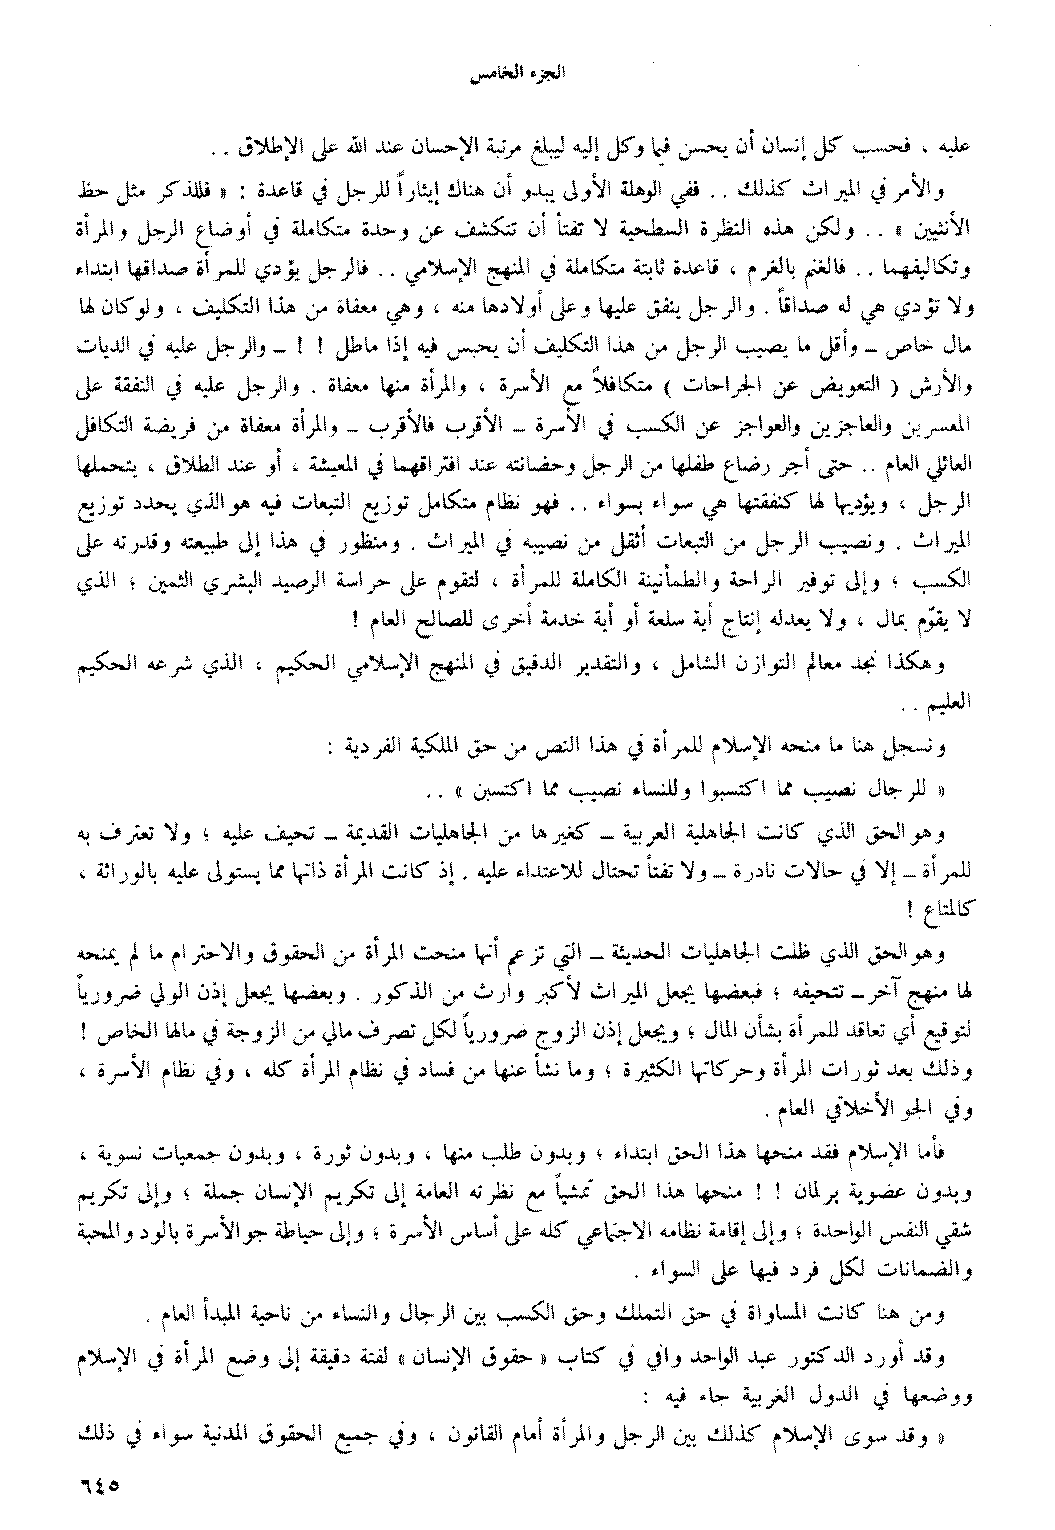 الجزء الخامس
عليه ، فحسب كل إنسان أن يحسن فيما وكل إليه ليبلغ مرتبة الإحسان عند الله على الإطلاق . .
والأمر في الميراث كذلك . . ففي الوهلة الأولى يبدو أن هناك إيثاراً للرجل في قاعدة : « فللذكر مثل حظ
الأنثيين » . . ولكن هذه النظرة السطحية لا تفتأ أن تتكشف عن وحدة متكاملة في أوضاع الرجل والمرأة
وتكاليفهما . . فالغنم بالغرم ، قاعدة ثابتة متكاملة في المنهج الإسلامي . . فالرجل يؤدي للمرأة صداقها ابتداء
ولا تؤدي هي له صداقاً . والرجل ينفق عليها وعلى أولادها منه ، وهي معفاة من هذا التكليف ، ولو كان لها
مال خاص – وأقل ما يصيب الرجل من هذا التكليف أن يحبس فيه إذا ماطل ! ! – والرجل عليه في الديات
والأرش ( التعويض عن الجراحات ) متكافلاً مع الأسرة ، والمرأة منها معفاة . والرجل عليه في النفقة على
المعسرين والعاجزين والعواجز عن الكسب في الأسرة – الأقرب فالأقرب – والمرأة معفاة من فريضة التكافل
العائلي العام . . حتى أجر رضاع طفلها من الرجل وحضانته عند افتراقهما في المعيشة ، أو عند الطلاق ، يتحملها
الرجل ، ويؤديها لها كنفقتها هي سواء بسواء . . فهو نظام متكامل توزيع التبعات فيه هو الذي يحدد توزيع
الميراث . ونصيب الرجل من التبعات أثقل من نصيبه في الميراث . ومنظور في هذا إلى طبيعته وقدرته على
الكسب ؛ وإلى توفير الراحة والطمأنينة الكاملة للمرأة ، لتقوم على حراسة الرصيد البشري الثمين ؛ الذي
لا يقوّم بمال ، ولا يعدله إنتاج أية سلعة أو أية خدمة أخرى للصالح العام !
وهكذا نجد معالم التوازن الشامل ، والتقدير الدقيق في المنهج الإسلامي الحكيم ، الذي شرعه الحكيم
العليم . .
ونسجل هنا ما منحه الإسلام للمرأة في هذا النص من حق الملكية الفردية :
« للرجال نصيب مما اكتسبوا وللنساء نصيب مما اكتسبن » . .
وهو الحق الذي كانت الجاهلية العربية – كغيرها من الجاهليات القديمة – تحيف عليه ؛ ولا تعترف به
للمرأة – إلا في حالات نادرة – ولا تفتأ تحتال للاعتداء عليه . إذ كانت المرأة ذاتها مما يستولى عليه بالوراثة ،
كالمتاع !
وهو الحق الذي ظلت الجاهليات الحديثة – التي تزعم أنها منحت المرأة من الحقوق والاحترام ما لم يمنحه
لها منهج آخر – تتحيفه ؛ فبعضها يجعل الميراث لأكبر وارث من الذكور . وبعضها يجعل إذن الولي ضرورياً
لتوقيع أي تعاقد للمرأة بشأن المال ؛ ويجعل إذن الزوج ضرورياً لكل تصرف مالي من الزوجة في مالها الخاص !
وذلك بعد ثورات المرأة وحركاتها الكثيرة ؛ وما نشأ عنها من فساد في نظام المرأة كله ، وفي نظام الأسرة ،
وفي الجو الأخلاقي العام .
فأما الإسلام فقد منحها هذا الحق ابتداء ؛ وبدون طلب منها ، وبدون ثورة ، وبدون جمعيات نسوية ،
وبدون عضوية برلمان ! ! منحها هذا الحق تمشياً مع نظرته العامة إلى تكريم الإنسان جملة ؛ وإلى تكريم
شقي النفس الواحدة ؛ وإلى إقامة نظامه الاجتماعي كله على أساس الأسرة ؛ وإلى حياطة جو الأسرة بالود والمحبة
والضمانات لكل فرد فيها على السواء .
ومن هنا كانت المساواة في حق التملك وحق الكسب بين الرجال والنساء من ناحية المبدأ العام .
وقد أورد الدكتور عبد الواحد وافي في كتاب « حقوق الإنسان » لفتة دقيقة إلى وضع المرأة في الإسلام
ووضعها في الدول الغربية جاء فيه :
« وقد سوى الإسلام كذلك بين الرجل والمرأة أمام القانون ، وفي جميع الحقوق المدنية سواء في ذلك
٦٤٥